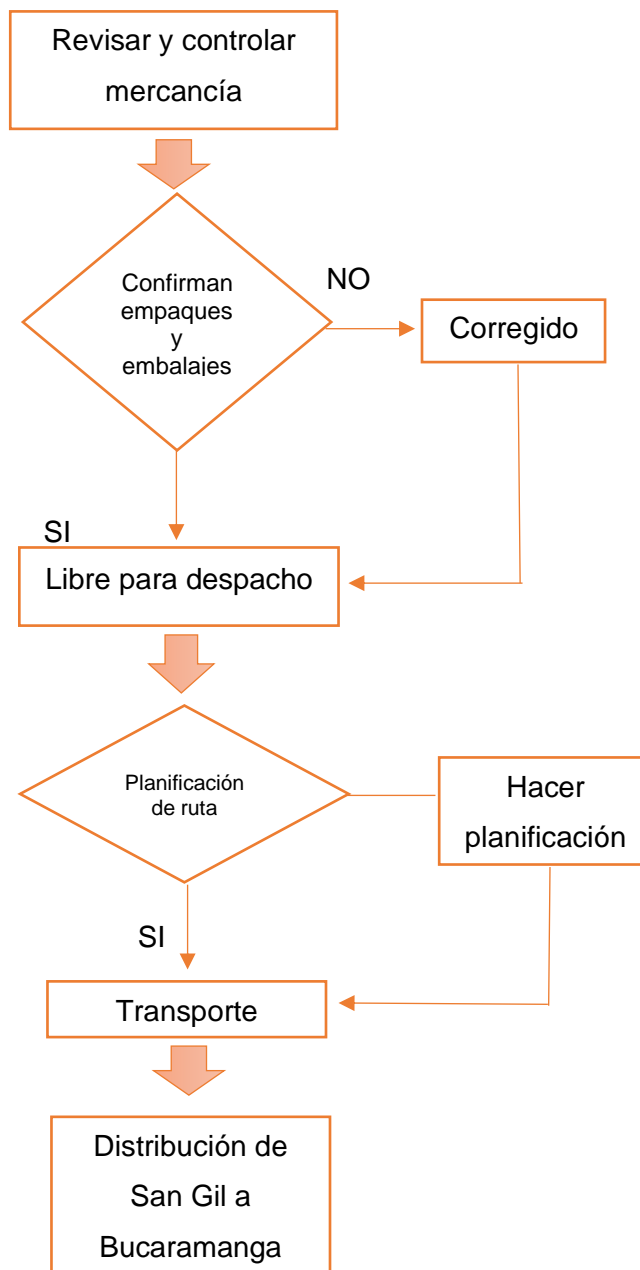 Revisar y controlar
mercancía
Confirman
empaques
y
embalajes
NO
Corregido
SI
Libre para despacho
Planificación
de ruta
Hacer
planificación
SI
Transporte
Distribución de
San Gil a
Bucaramanga